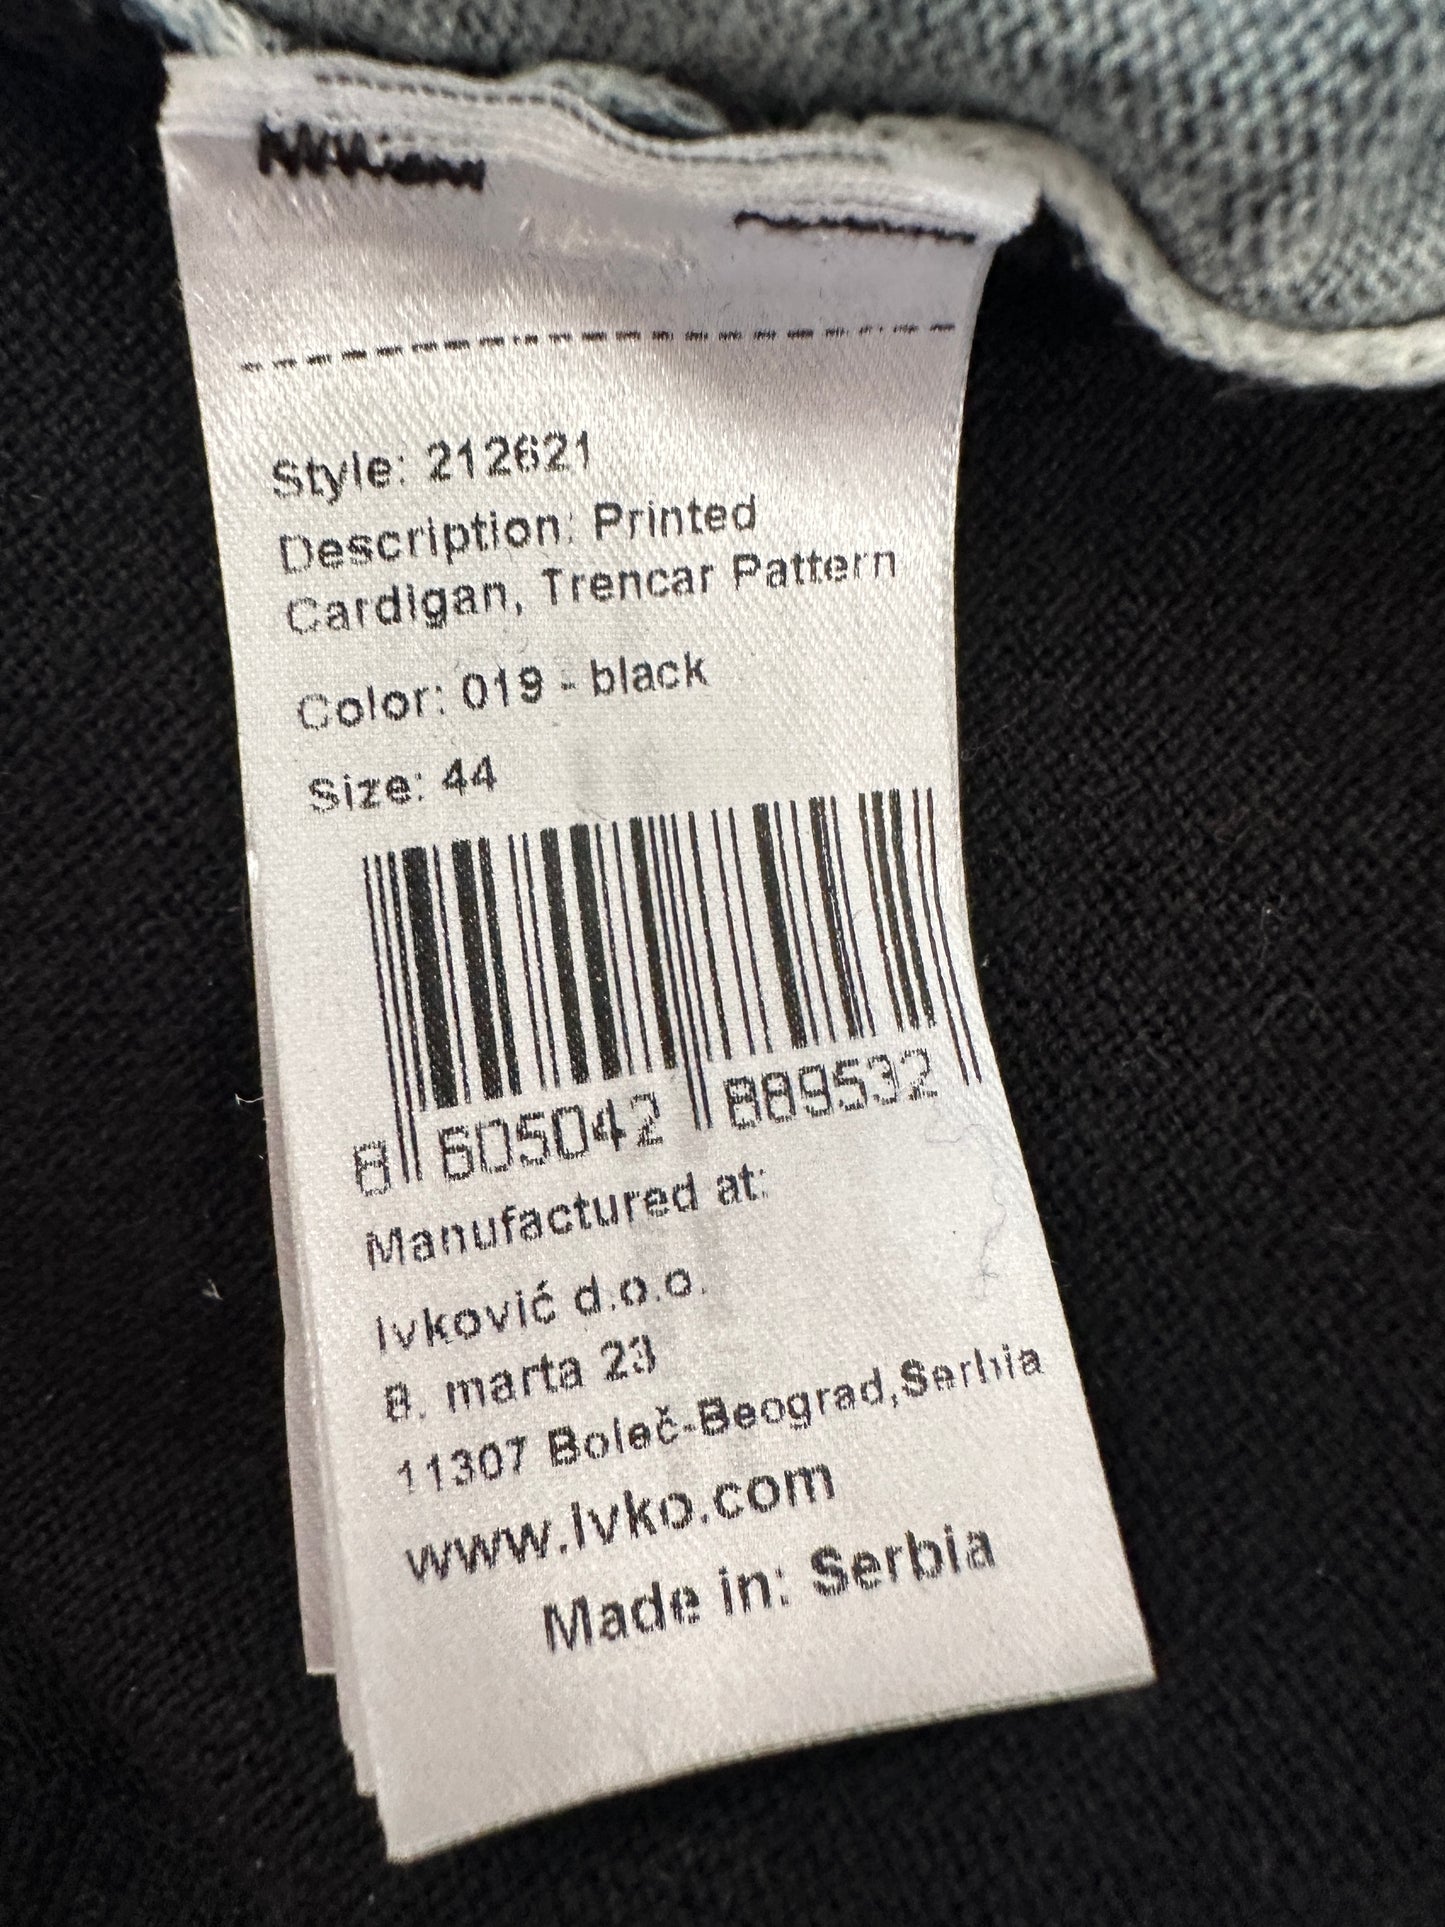 Style: 212621
Description: Printed
Cardigan, Trencar Pattern
Color: 019 - black
Size: 44
8 605042 889532
Manufactured at:
Ivković d.o.o.
8. marta 23
11307 Boleč-Beograd,Serbia
www.ivko.com
Made in: Serbia